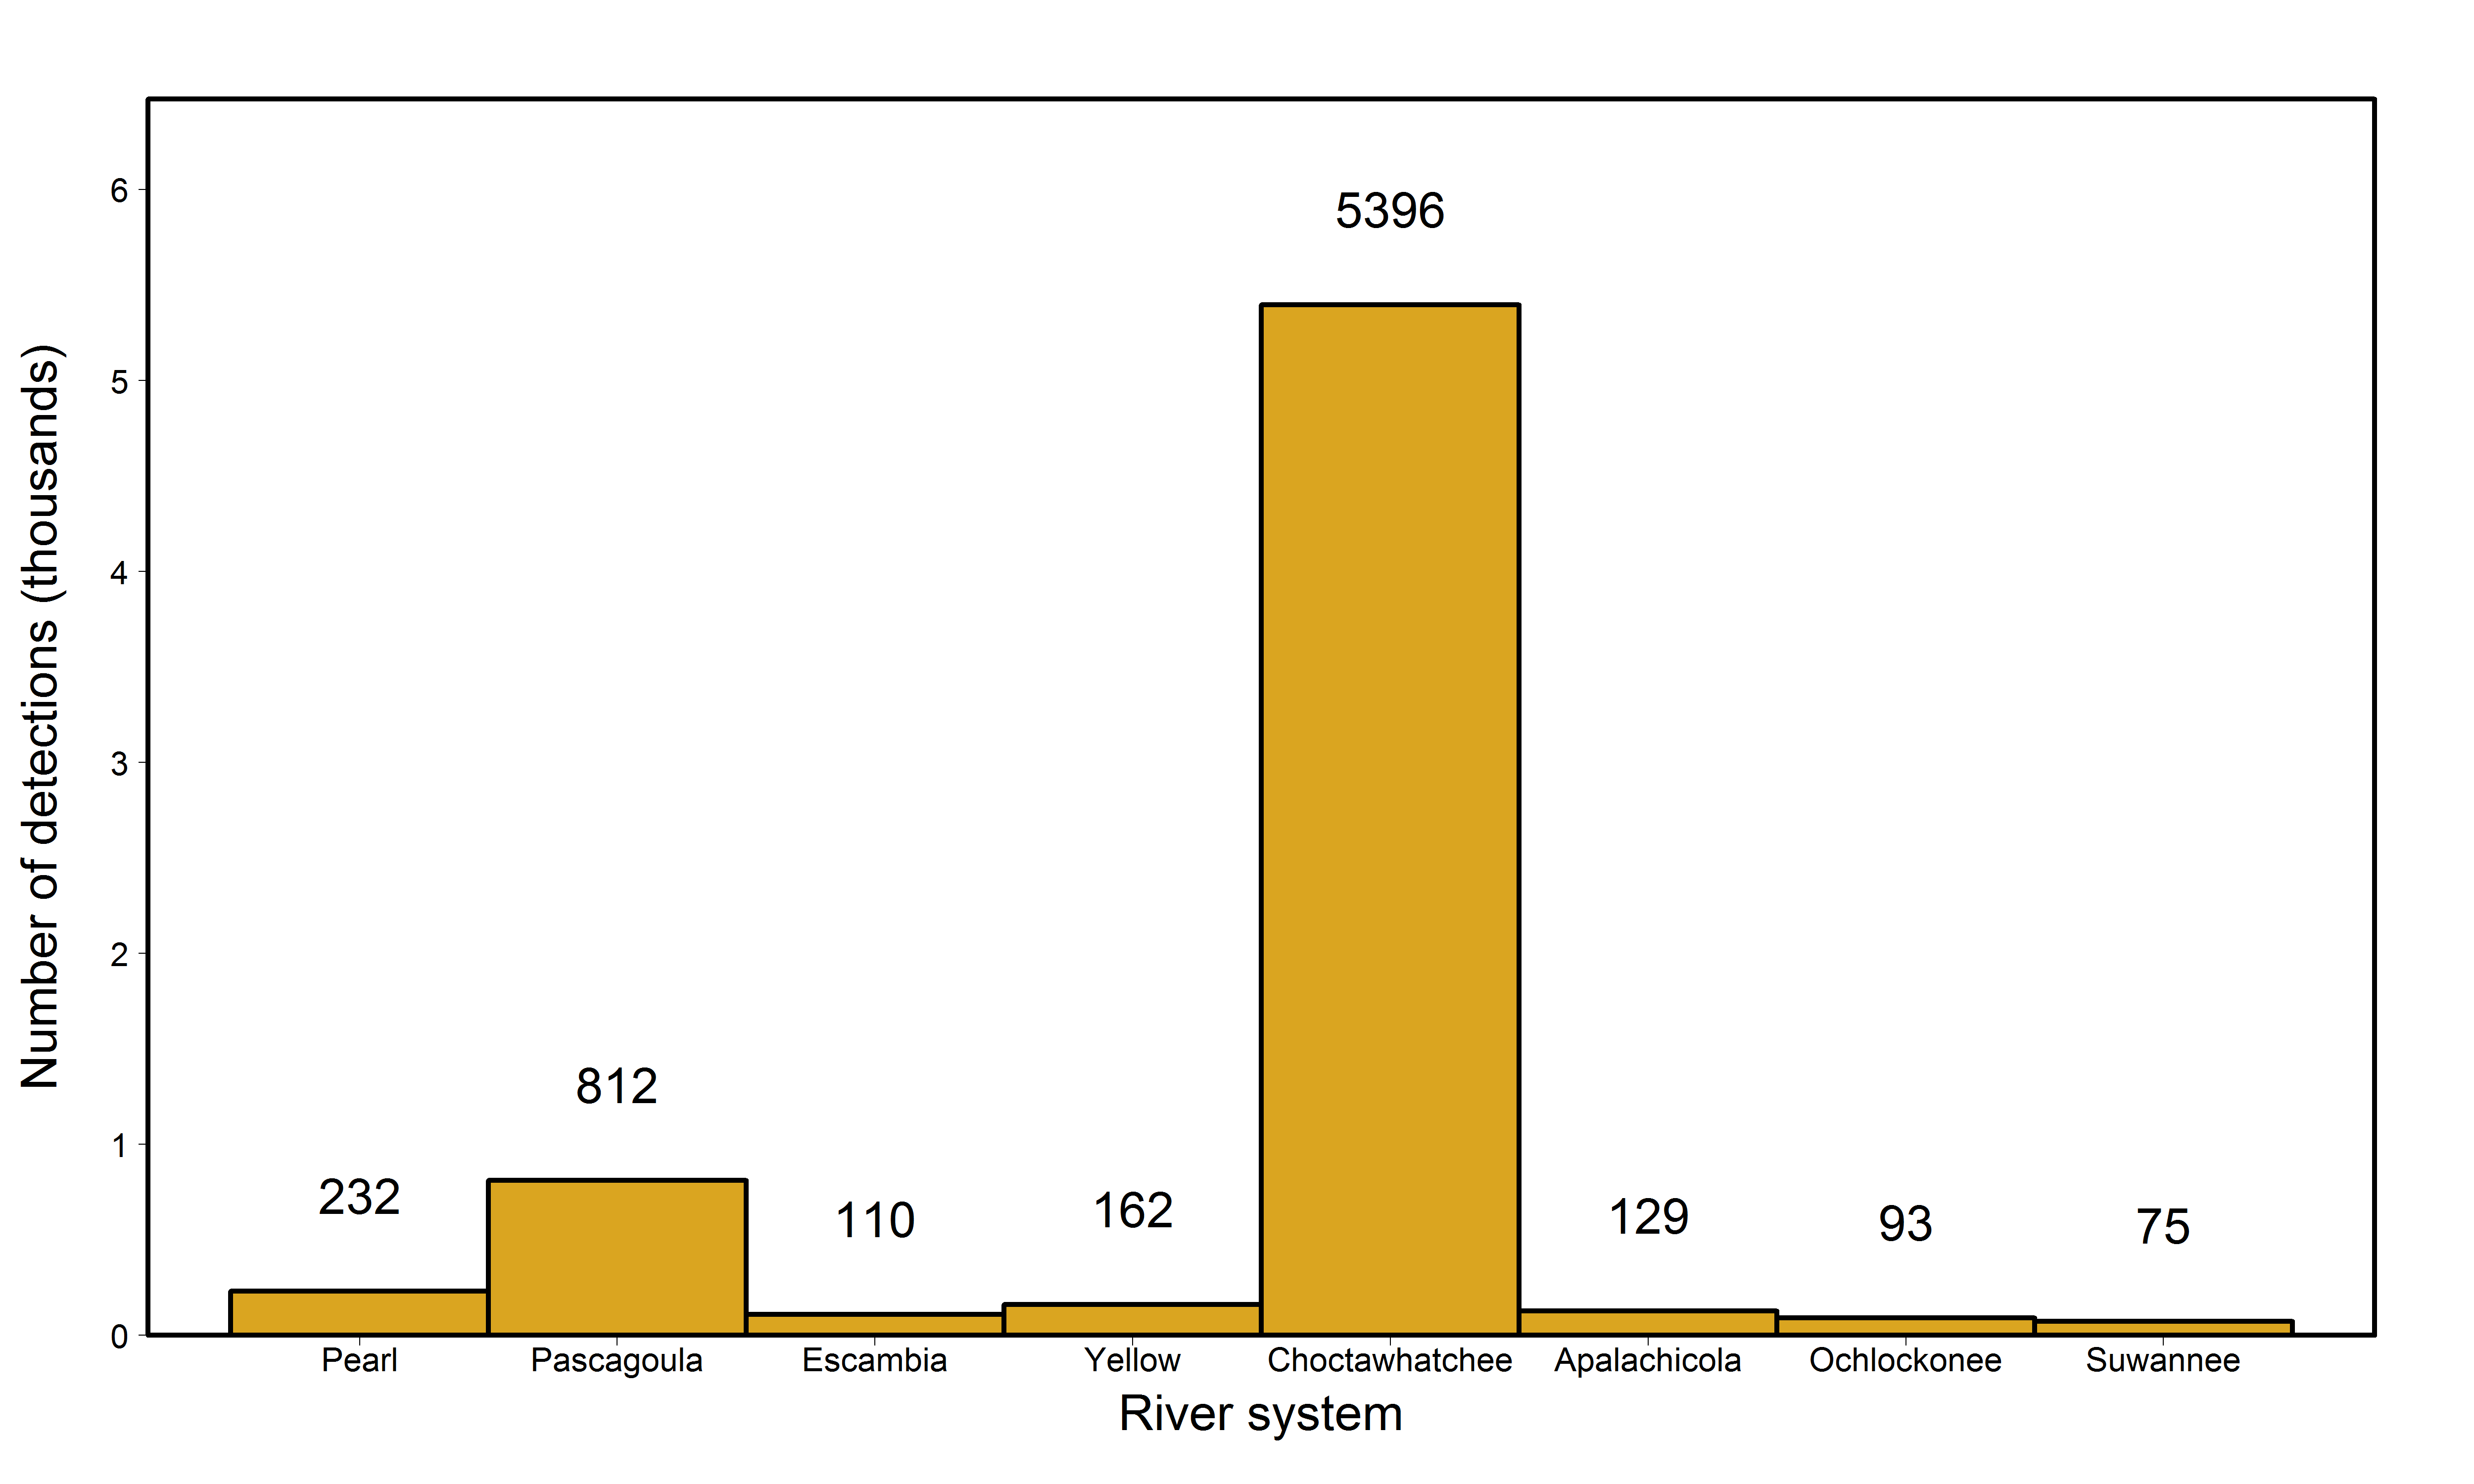 Number of detections (thousands)
6
5
4
3
2
1
0
232
812
110
162
5396
129
93
75
Pearl
Pascagoula
Escambia
Yellow
Choctawhatchee
Apalachicola
Ochlockonee
Suwannee
River system